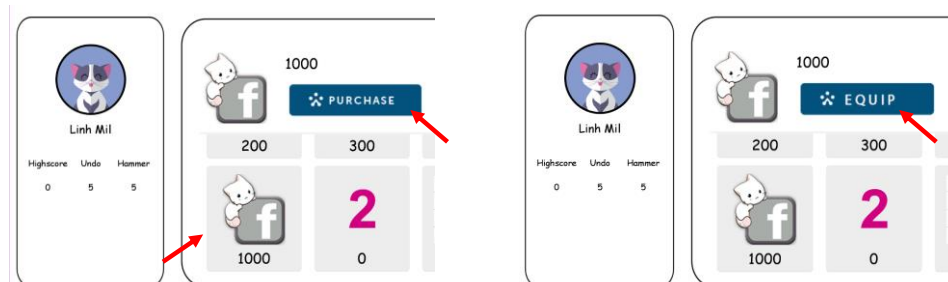 1000
PURCHASE
Linh Mil
200 300
Highscore Undo Hammer
0 5 5
f
2
1000 0
1000
EQUIP
Linh Mil
200 300
Highscore Undo Hammer
0 5 5
f
2
1000 0